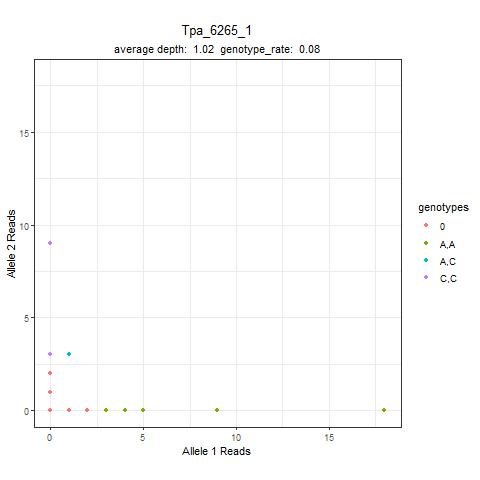 Tpa_6265_1
average depth: 1.02 genotype_rate: 0.08
15
10
5
0
Allele 2 Reads
0
5
10
15
Allele 1 Reads
genotypes
0
A,A
A,C
C,C